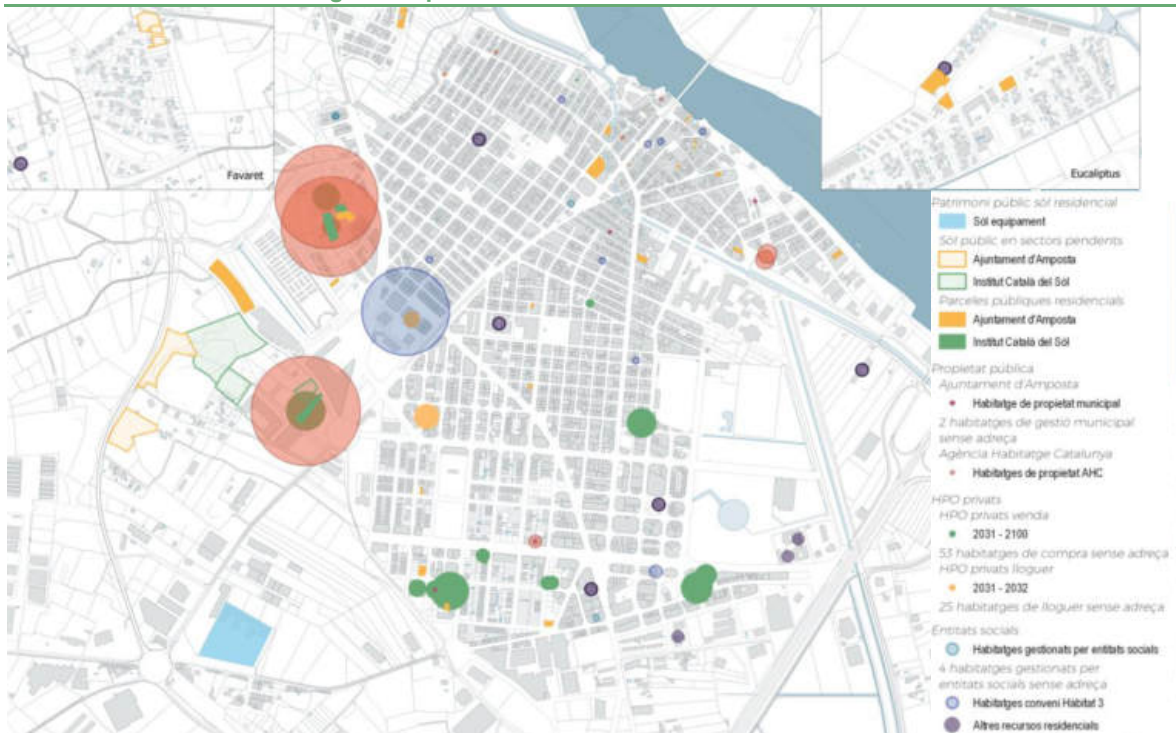 Favaret
Eucaliptus
Patrimoni públic sòl residencial
Sòl equipament
Sòl públic en sectors pendents
Ajuntament d'Amposta
Institut Català del Sòl
Parceles públiques residencials
Ajuntament d'Amposta
Institut Català del Sòl
Propietat pública
Ajuntament d'Amposta
Habitatge de propietat municipal
2 habitatges de gestió municipal
sense adreça
Agència Habitatge Catalunya
Habitatges de propietat AHC
HPO privats
HPO privats venda
2031 - 2100
53 habitatges de compra sense adreça
HPO privats lloguer
2031 - 2032
25 habitatges de lloguer sense adreça
Entitats socials
Habitatges gestionats per entitats socials
4 habitatges gestionats per
entitats socials sense adreça
Habitatges conveni Hàbitat 3
Altres recursos residencials